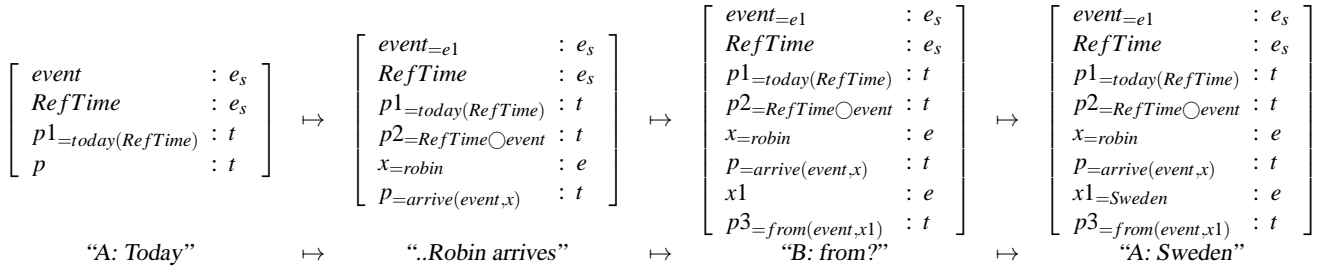 event : e_s
RefTime : e_s
p1_{=today(RefTime)} : t
p : t
↦
event_{=e1} : e_s
RefTime : e_s
p1_{=today(RefTime)} : t
p2_{=RefTime◯event} : t
x_{=robin} : e
p_{=arrive(event,x)} : t
↦
event_{=e1} : e_s
RefTime : e_s
p1_{=today(RefTime)} : t
p2_{=RefTime◯event} : t
x_{=robin} : e
p_{=arrive(event,x)} : t
x1 : e
p3_{=from(event,x1)} : t
↦
event_{=e1} : e_s
RefTime : e_s
p1_{=today(RefTime)} : t
p2_{=RefTime◯event} : t
x_{=robin} : e
p_{=arrive(event,x)} : t
x1_{=Sweden} : e
p3_{=from(event,x1)} : t
“A: Today” ↦ “..Robin arrives” ↦ “B: from?” ↦ “A: Sweden”